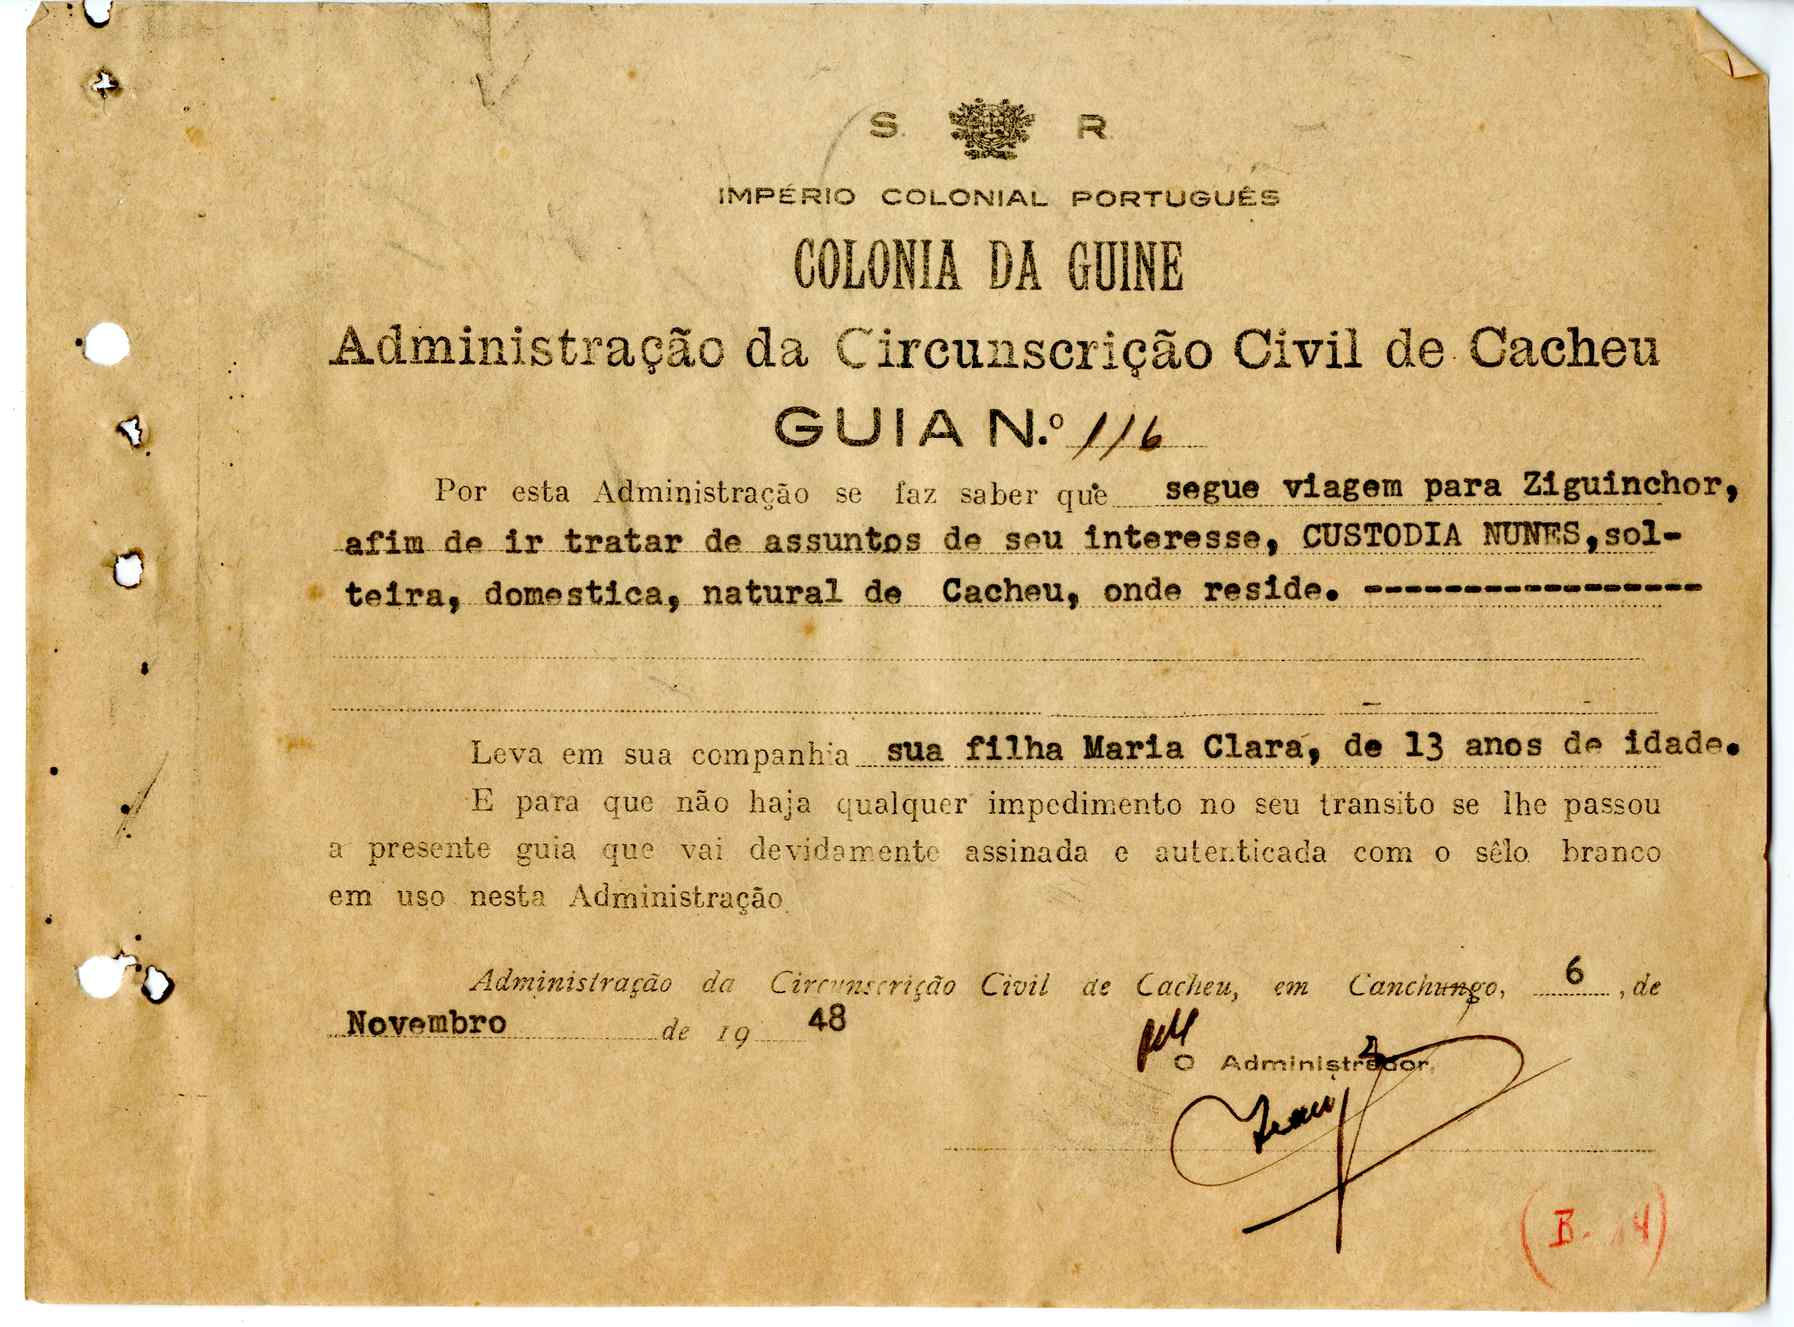 S. R.
IMPÉRIO COLONIAL PORTUGUÊS
COLONIA DA GUINE
Administração da Circunscrição Civil de Cacheu
GUIA N.º 116
Por esta Administração se faz saber que segue viagem para Ziguinchor,
afim de ir tratar de assuntos de seu interesse, CUSTODIA NUNES,sol-
teira, domestica, natural de Cacheu, onde reside. -----------------
Leva em sua companhia sua filha Maria Clara, de 13 anos de idade.
E para que não haja qualquer impedimento no seu transito se lhe passou
a presente guia que vai devidamente assinada e autenticada com o sêlo branco
em uso nesta Administração.
Administração da Circunscrição Civil de Cacheu, em Canchungo, 6, de
Novembro de 1948
O Administrador,